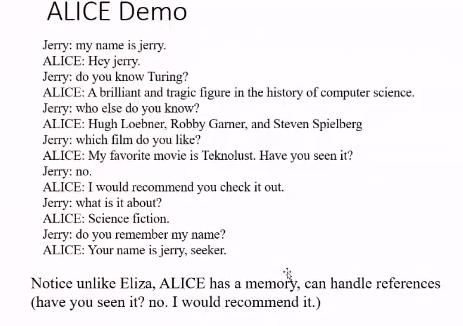 ALICE Demo
Jerry: my name is jerry.
ALICE: Hey jerry.
Jerry: do you know Turing?
ALICE: A brilliant and tragic figure in the history of computer science.
Jerry: who else do you know?
ALICE: Hugh Loebner, Robby Garner, and Steven Spielberg
Jerry: which film do you like?
ALICE: My favorite movie is Teknolust. Have you seen it?
Jerry: no.
ALICE: I would recommend you check it out.
Jerry: what is it about?
ALICE: Science fiction.
Jerry: do you remember my name?
ALICE: Your name is jerry, seeker.
Notice unlike Eliza, ALICE has a memory, can handle references
(have you seen it? no. I would recommend it.)